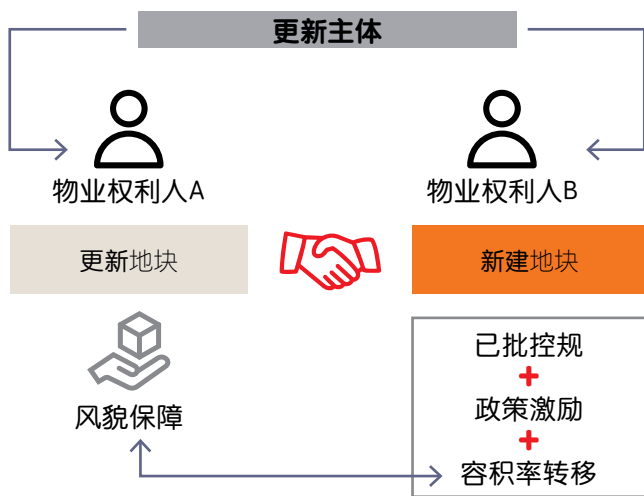 更新主体
物业权利人A
物业权利人B
更新地块
新建地块
风貌保障
已批控规
+
政策激励
+
容积率转移